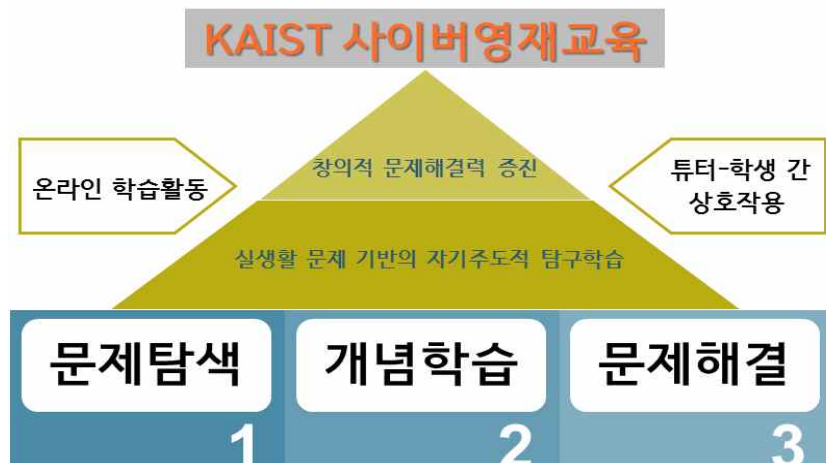 KAIST 사이버영재교육
창의적 문제해결력 증진
온라인 학습활동
튜터-학생 간
상호작용
실생활 문제 기반의 자기주도적 탐구학습
문제탐색
개념학습
문제해결
1
2
3